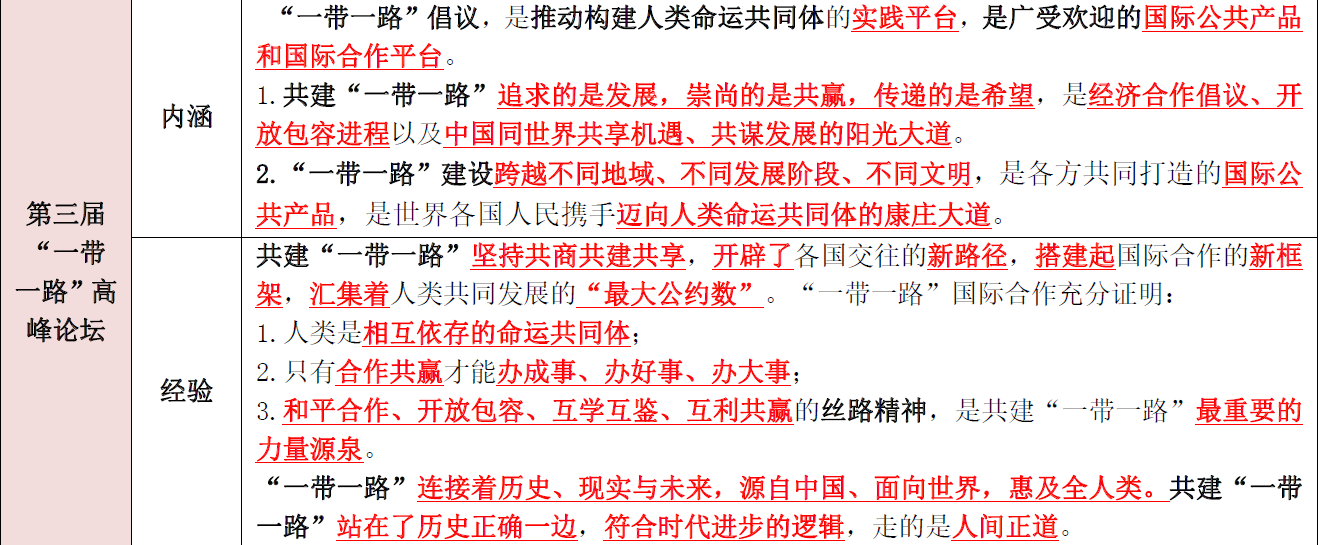 第三届
“一带
一路”高
峰论坛
内涵
“一带一路”倡议，是推动构建人类命运共同体的实践平台，是广受欢迎的国际公共产品
和国际合作平台。
1.共建“一带一路”追求的是发展，崇尚的是共赢，传递的是希望，是经济合作倡议、开
放包容进程以及中国同世界共享机遇、共谋发展的阳光大道。
2.“一带一路”建设跨越不同地域、不同发展阶段、不同文明，是各方共同打造的国际公
共产品，是世界各国人民携手迈向人类命运共同体的康庄大道。
经验
共建“一带一路”坚持共商共建共享，开辟了各国交往的新路径，搭建起国际合作的新框
架，汇集着人类共同发展的“最大公约数”。“一带一路”国际合作充分证明：
1.人类是相互依存的命运共同体；
2.只有合作共赢才能办成事、办好事、办大事；
3.和平合作、开放包容、互学互鉴、互利共赢的丝路精神，是共建“一带一路”最重要的
力量源泉。
“一带一路”连接着历史、现实与未来，源自中国、面向世界，惠及全人类。共建“一带
一路”站在了历史正确一边，符合时代进步的逻辑，走的是人间正道。